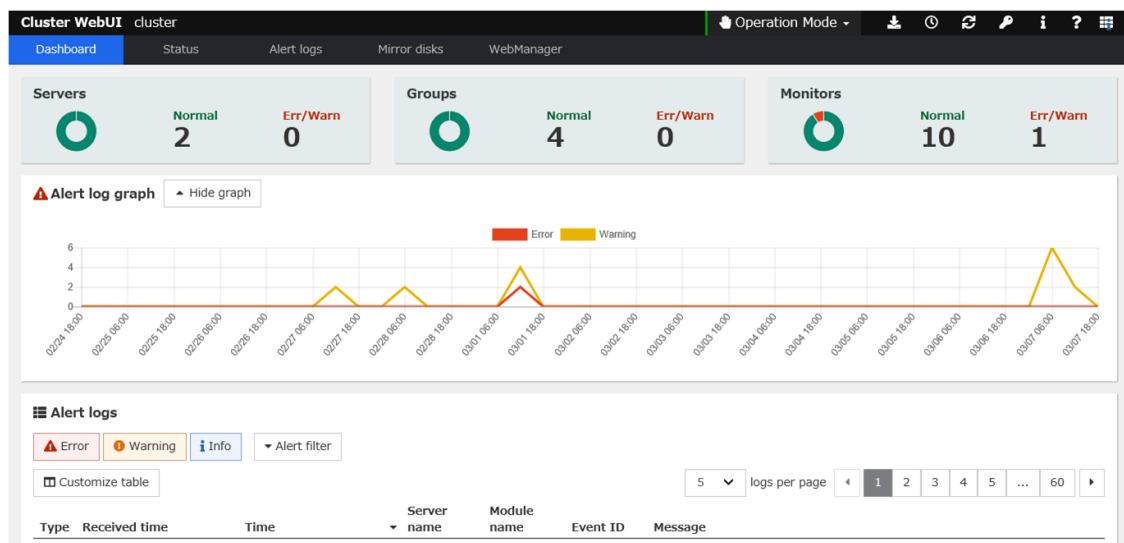 Cluster WebUI cluster Operation Mode
Dashboard Status Alert logs Mirror disks WebManager
Servers Groups Monitors
Normal Err/Warn Normal Err/Warn Normal Err/Warn
2 0 4 0 10 1
Alert log graph Hide graph
Error Warning
6
4
2
0
02/24 18:00 02/25 06:00 02/25 18:00 02/26 06:00 02/26 18:00 02/27 06:00 02/27 18:00 02/28 06:00 02/28 18:00 03/01 06:00 03/01 18:00 03/02 06:00 03/02 18:00 03/03 06:00 03/03 18:00 03/04 06:00 03/04 18:00 03/05 06:00 03/05 18:00 03/06 06:00 03/06 18:00 03/07 06:00 03/07 18:00
Alert logs
Error Warning Info Alert filter
Customize table 5 logs per page 1 2 3 4 5 ... 60
Type Received time Time Server name Module name Event ID Message